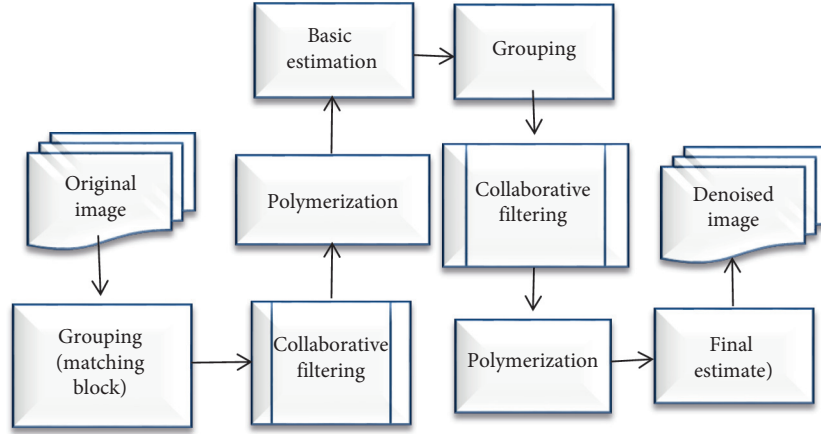 Original
image
Grouping
(matching
block)
Collaborative
filtering
Polymerization
Basic
estimation
Grouping
Collaborative
filtering
Polymerization
Final
estimate)
Denoised
image